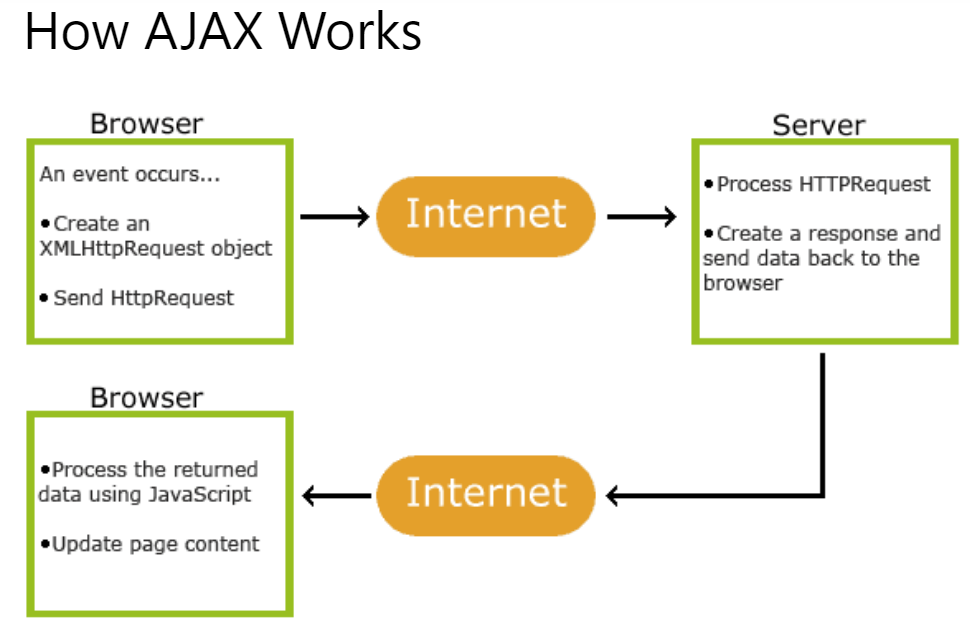 How AJAX Works
Browser
An event occurs...
•Create an
XMLHttpRequest object
• Send HttpRequest
Internet
Server
•Process HTTPRequest
•Create a response and
send data back to the
browser
Browser
•Process the returned
data using JavaScript
•Update page content
Internet